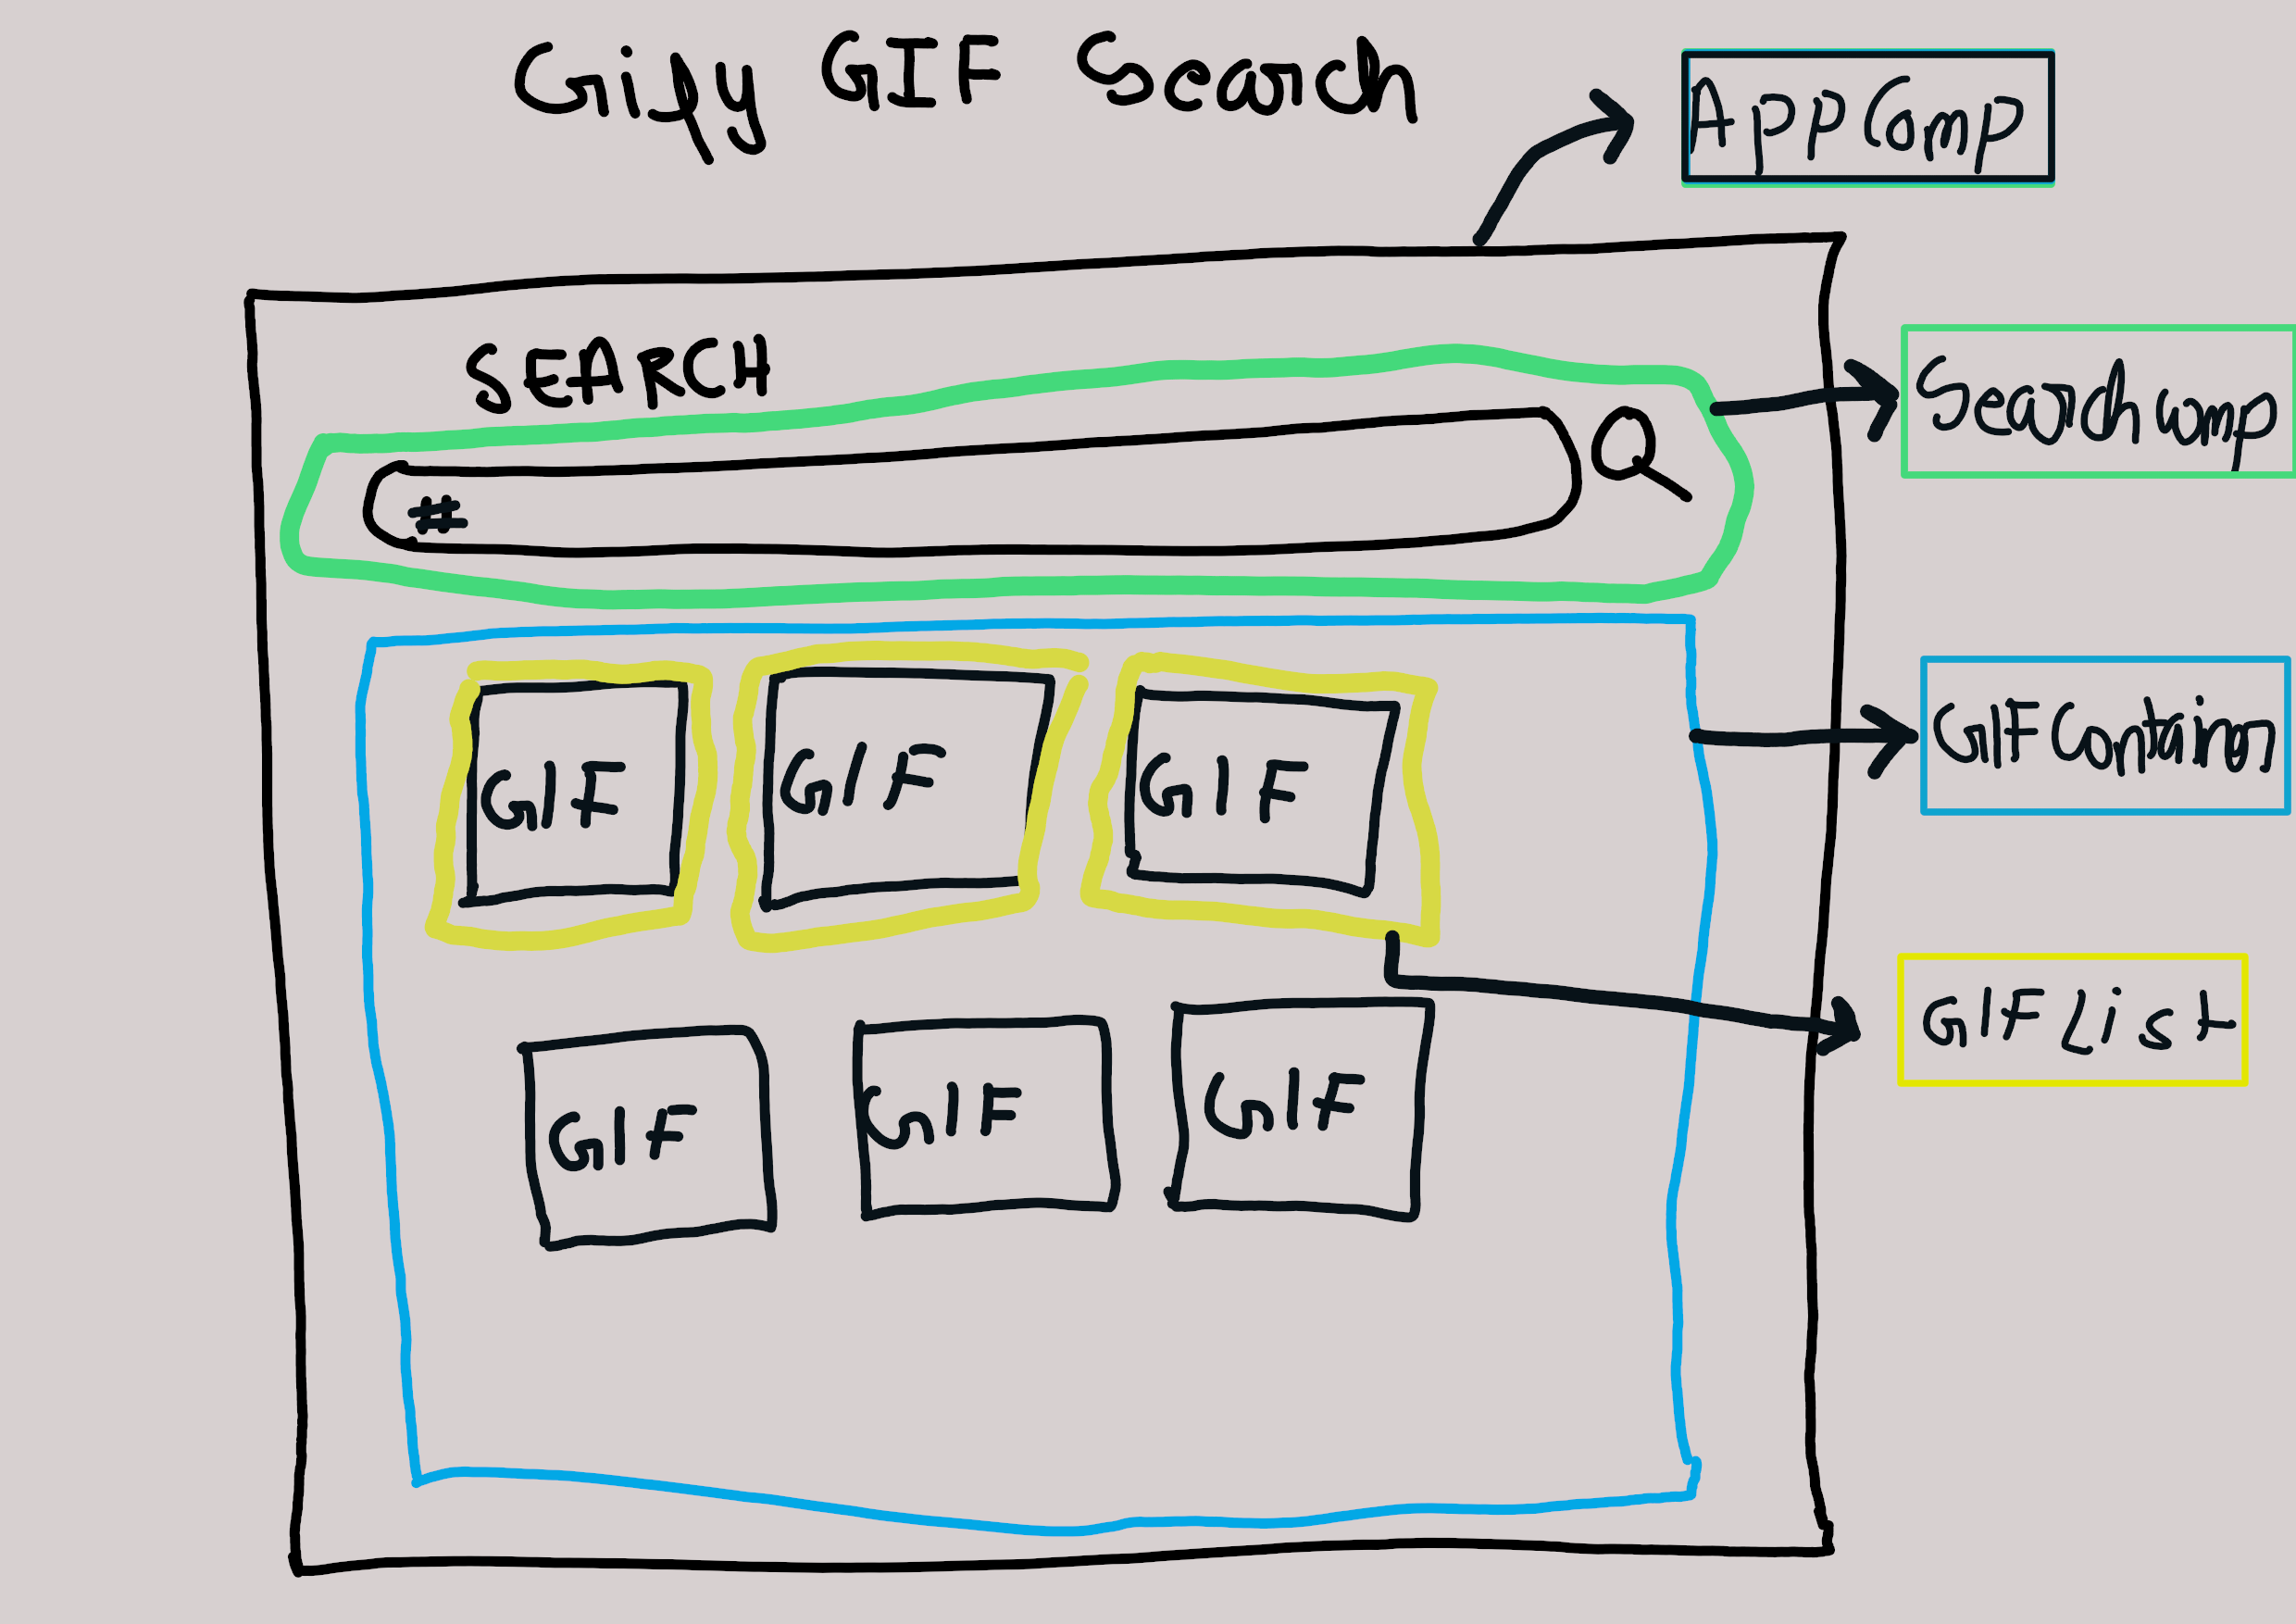 Gify GIF Search
App Comp
SEARCH
Search comp
#
GIF GIF GIF
GIF Container
GIF List
GIF GIF GIF